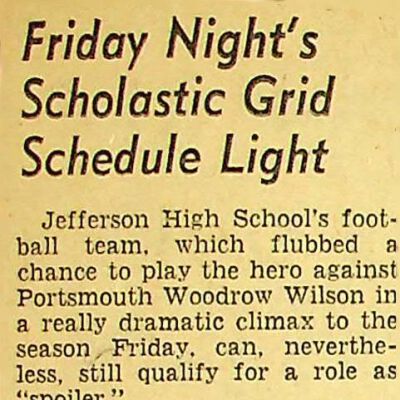 Friday Night's
Scholastic Grid
Schedule Light
Jefferson High School's foot-
ball team, which flubbed a
chance to play the hero against
Portsmouth Woodrow Wilson in
a really dramatic climax to the
season Friday, can, neverthe-
less, still qualify for a role as
"spoiler."